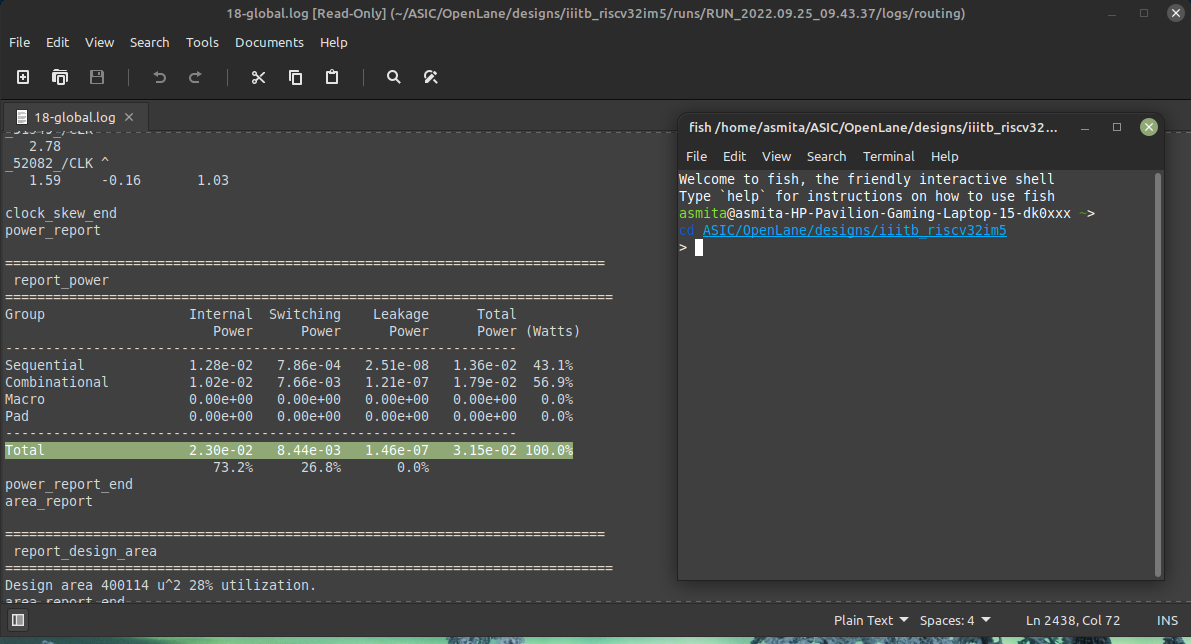 18-global.log [Read-Only] (~/ASIC/OpenLane/designs/iiitb_riscv32im5/runs/RUN_2022.09.25_09.43.37/logs/routing)
File Edit View Search Tools Documents Help
18-global.log
_51949_/CLK
2.78
_52082_/CLK ^
1.59 -0.16 1.03
clock_skew_end
power_report
===========================================================================
report_power
============================================================================
Group Internal Switching Leakage Total
Power Power Power Power (Watts)
----------------------------------------------------------------
Sequential 1.28e-02 7.86e-04 2.51e-08 1.36e-02 43.1%
Combinational 1.02e-02 7.66e-03 1.21e-07 1.79e-02 56.9%
Macro 0.00e+00 0.00e+00 0.00e+00 0.00e+00 0.0%
Pad 0.00e+00 0.00e+00 0.00e+00 0.00e+00 0.0%
----------------------------------------------------------------
Total 2.30e-02 8.44e-03 1.46e-07 3.15e-02 100.0%
73.2% 26.8% 0.0%
power_report_end
area_report
===========================================================================
report_design_area
============================================================================
Design area 400114 u^2 28% utilization.
area_report_end
fish /home/asmita/ASIC/OpenLane/designs/iiitb_riscv32...
File Edit View Search Terminal Help
Welcome to fish, the friendly interactive shell
Type `help` for instructions on how to use fish
asmita@asmita-HP-Pavilion-Gaming-Laptop-15-dk0xxx ~>
cd ASIC/OpenLane/designs/iiitb_riscv32im5
>
Plain Text Spaces: 4 Ln 2438, Col 72 INS